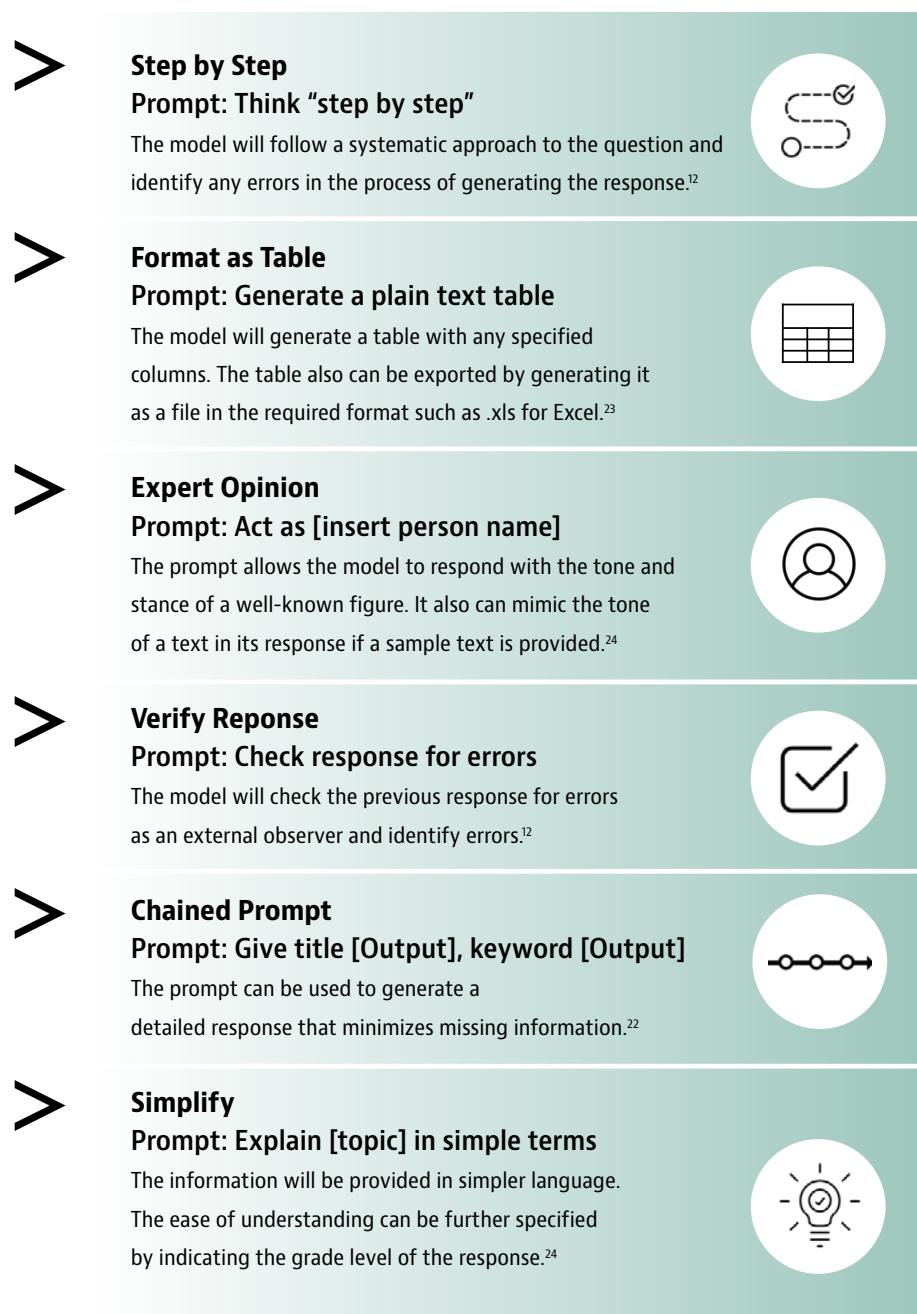 >
Step by Step
Prompt: Think “step by step”
The model will follow a systematic approach to the question and
identify any errors in the process of generating the response.12
>
Format as Table
Prompt: Generate a plain text table
The model will generate a table with any specified
columns. The table also can be exported by generating it
as a file in the required format such as .xls for Excel.23
>
Expert Opinion
Prompt: Act as [insert person name]
The prompt allows the model to respond with the tone and
stance of a well-known figure. It also can mimic the tone
of a text in its response if a sample text is provided.24
>
Verify Reponse
Prompt: Check response for errors
The model will check the previous response for errors
as an external observer and identify errors.12
>
Chained Prompt
Prompt: Give title [Output], keyword [Output]
The prompt can be used to generate a
detailed response that minimizes missing information.22
>
Simplify
Prompt: Explain [topic] in simple terms
The information will be provided in simpler language.
The ease of understanding can be further specified
by indicating the grade level of the response.24